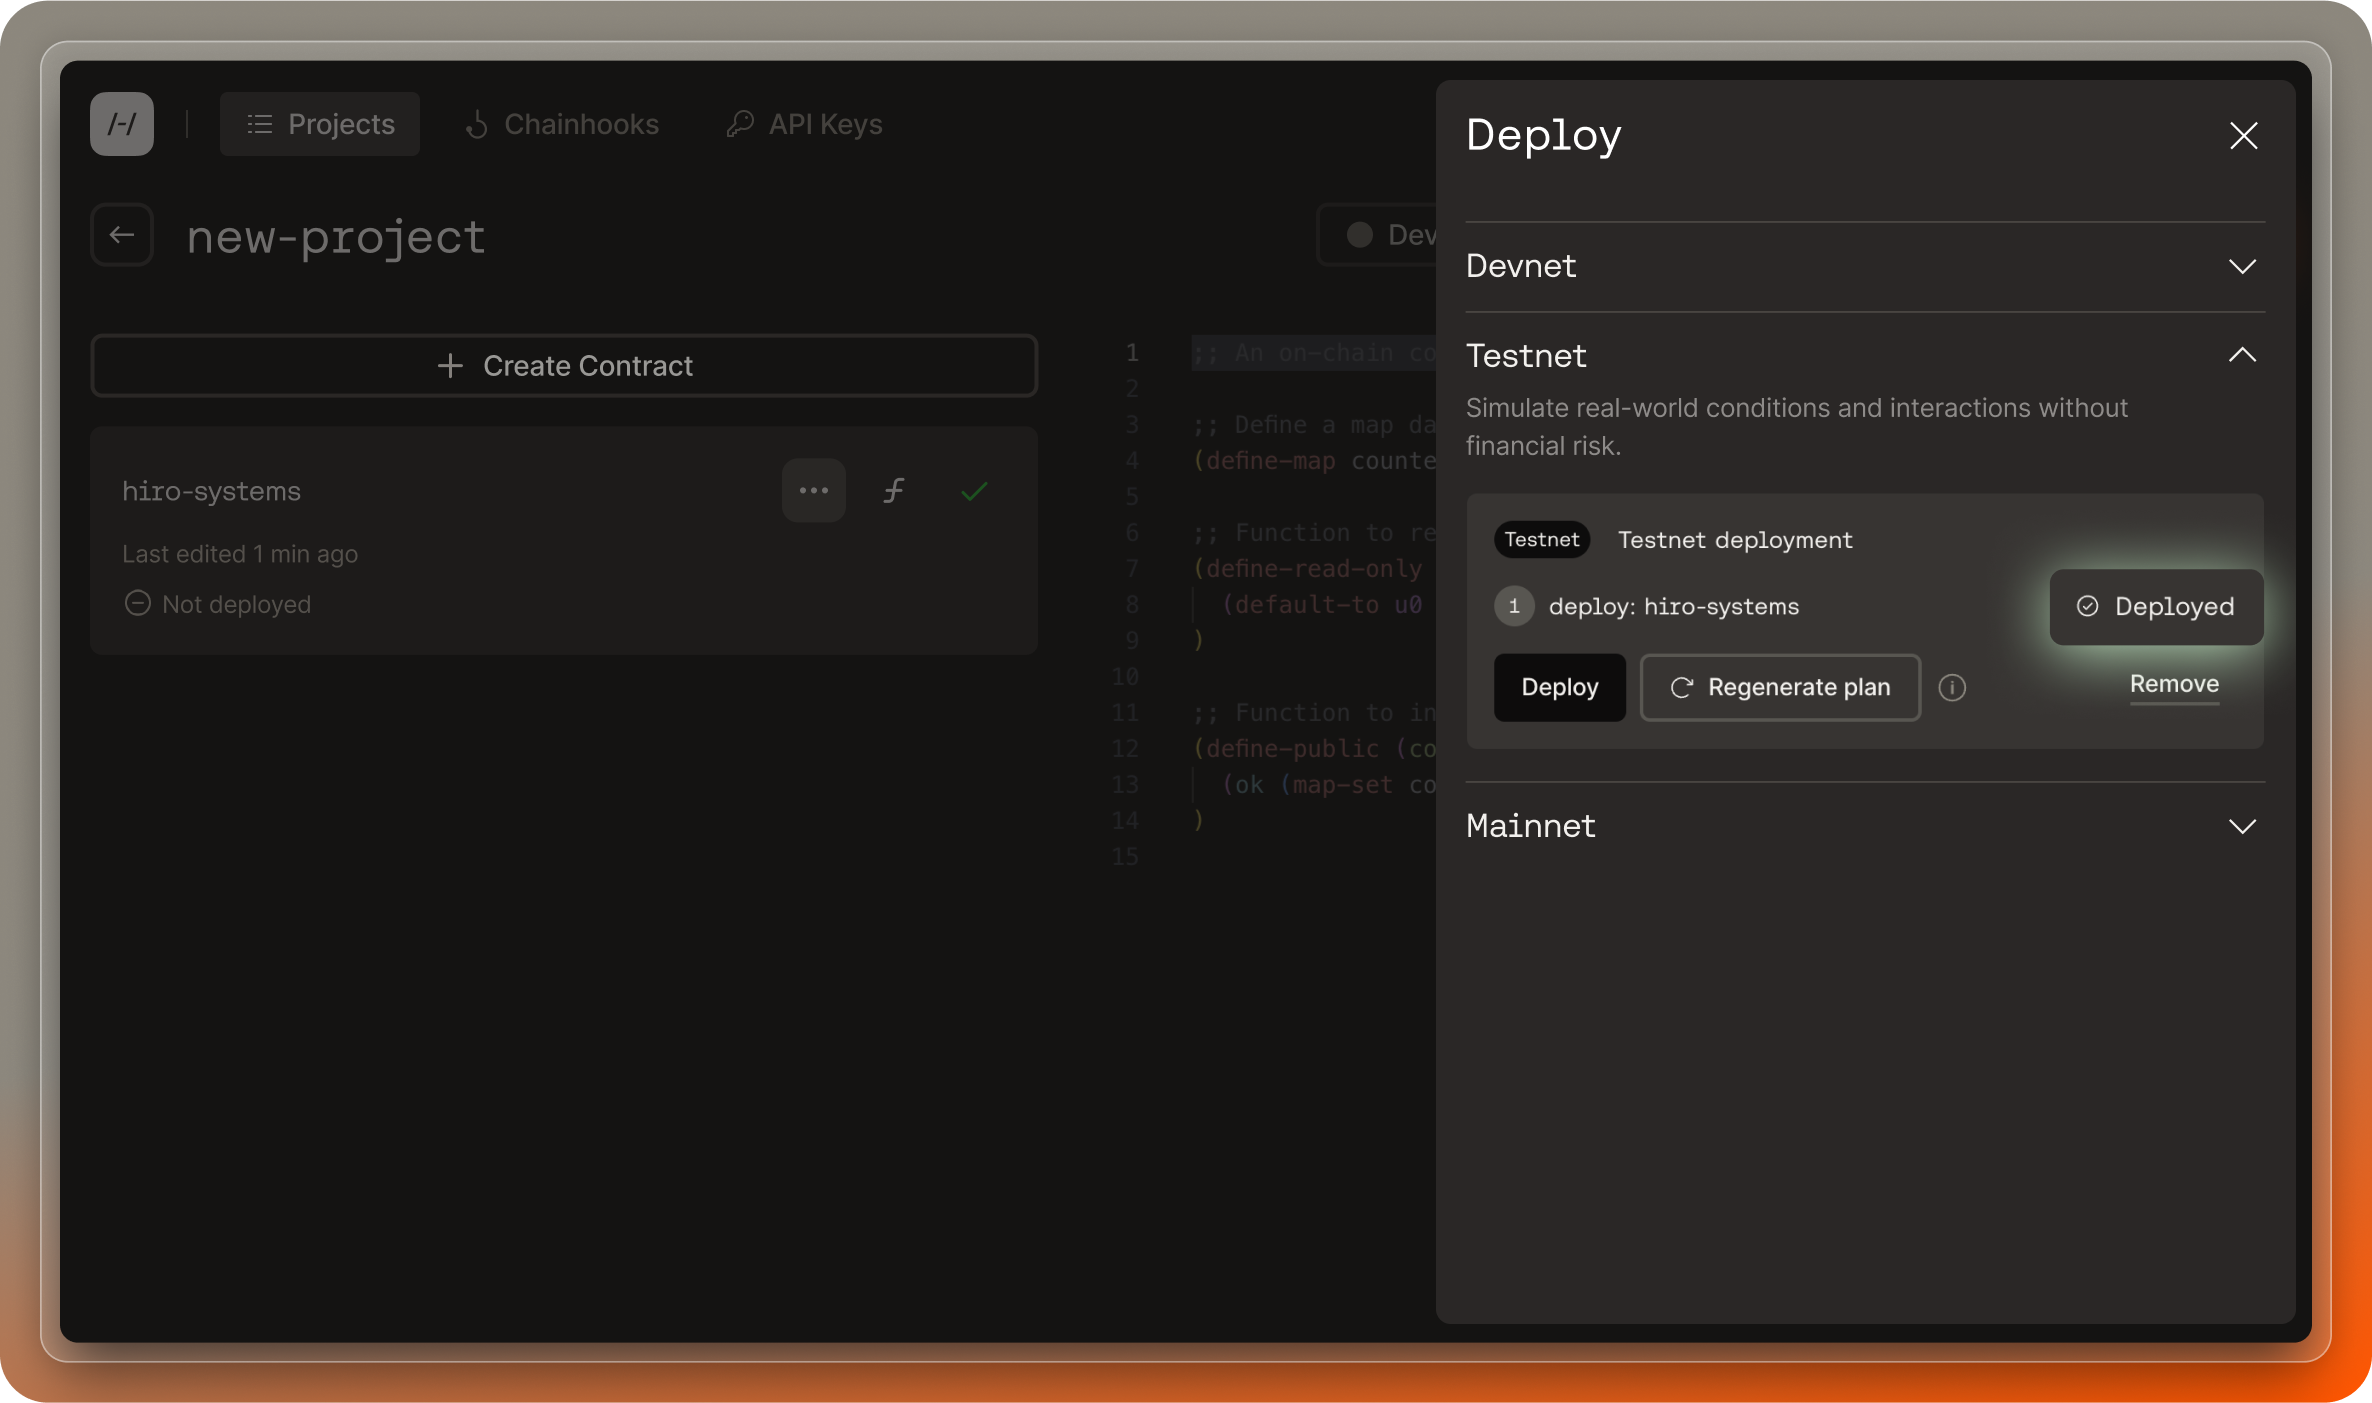 /-/
Projects
Chainhooks
API Keys
new-project
Dev
Create Contract
hiro-systems
Last edited 1 min ago
Not deployed
1 ;; An on-chain co
2
3 ;; Define a map da
4 (define-map counte
5
6 ;; Function to re
7 (define-read-only
8 (default-to u0
9 )
10
11 ;; Function to in
12 (define-public (co
13 (ok (map-set co
14 )
15
Deploy
Devnet
Testnet
Simulate real-world conditions and interactions without
financial risk.
Testnet Testnet deployment
1 deploy: hiro-systems
Deployed
Deploy
Regenerate plan
Remove
Mainnet